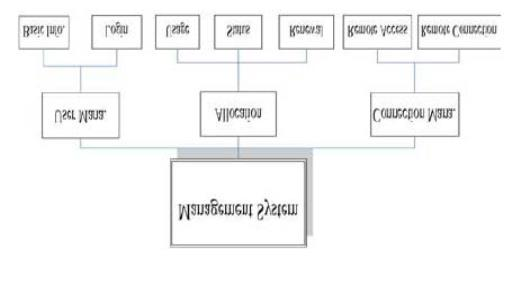 Basic Info.
Login
Usage
Status
Renewal
Remote Access
Remote Connection
User Mana.
Allocation
Connection Mana.
Management System